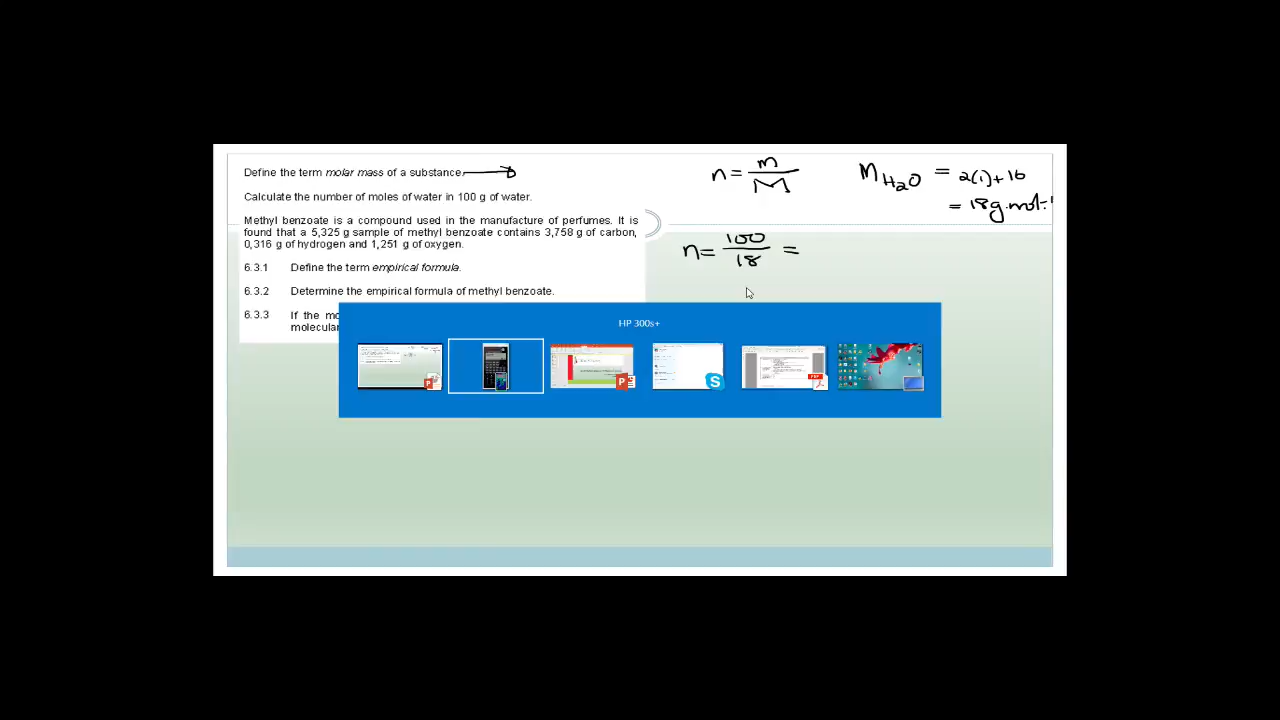 Define the term molar mass of a substance.
Calculate the number of moles of water in 100 g of water.
Methyl benzoate is a compound used in the manufacture of perfumes. It is
found that a 5,325 g sample of methyl benzoate contains 3,758 g of carbon,
0,316 g of hydrogen and 1,251 g of oxygen.
6.3.1 Define the term empirical formula.
6.3.2 Determine the empirical formula of methyl benzoate.
6.3.3 If the mo
molecular
n = m/M
M H₂O = 2(1)+16
= 18g.mol⁻¹
n = 100/18 =
HP 300s+